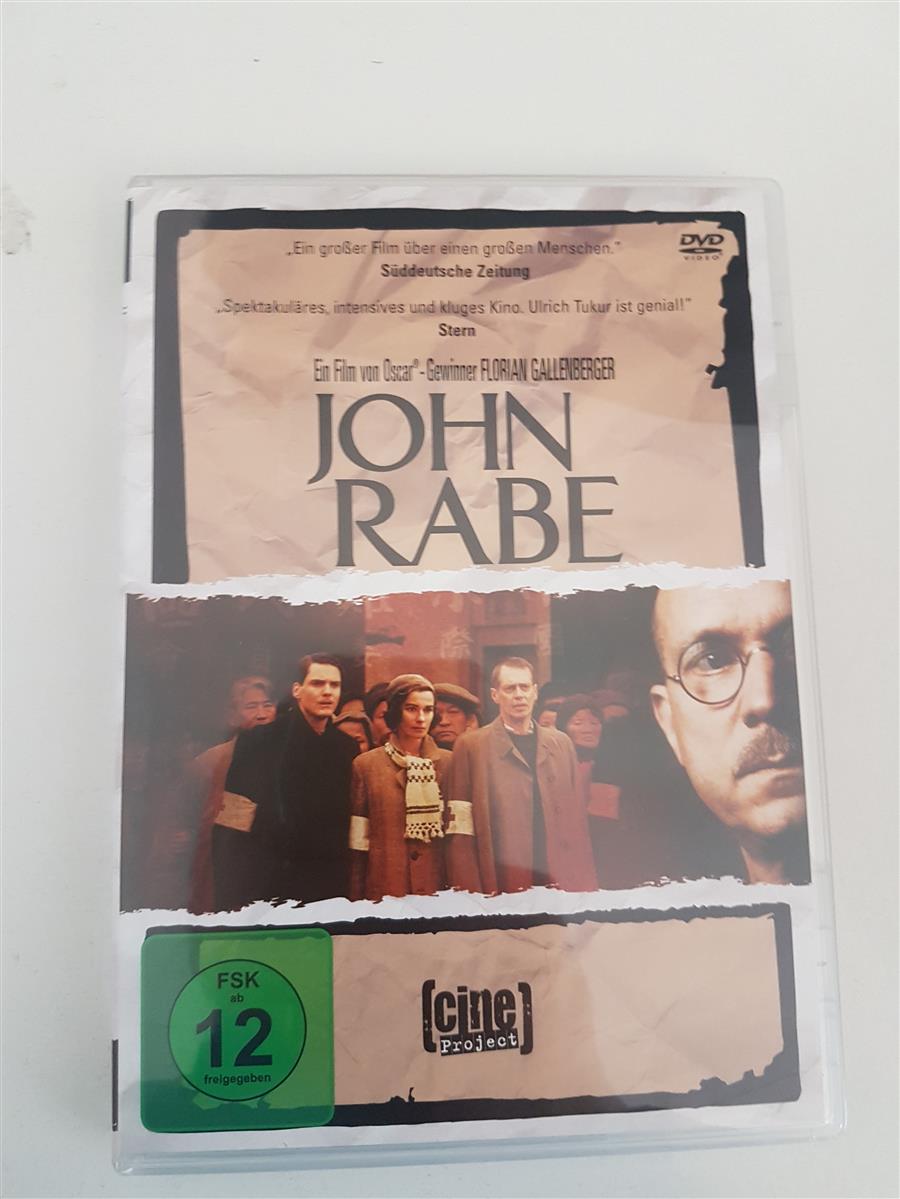 „Ein großer Film über einen großen Menschen."
Süddeutsche Zeitung
DVD
VIDEO
„Spektakuläres, intensives und kluges Kino. Ulrich Tukur ist genial!"
Stern
Ein Film von Oscar®-Gewinner FLORIAN GALLENBERGER
JOHN
RABE
FSK
ab
12
freigegeben
(cine)
Project